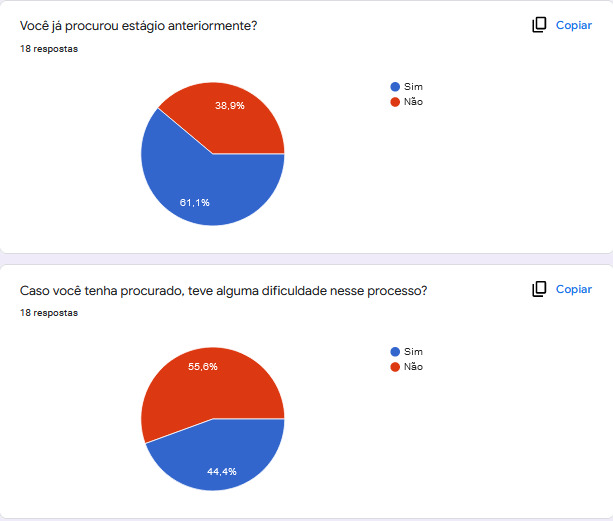 Você já procurou estágio anteriormente?
Copiar
18 respostas
Sim
Não
38,9%
61,1%
Caso você tenha procurado, teve alguma dificuldade nesse processo?
Copiar
18 respostas
Sim
Não
55,6%
44,4%